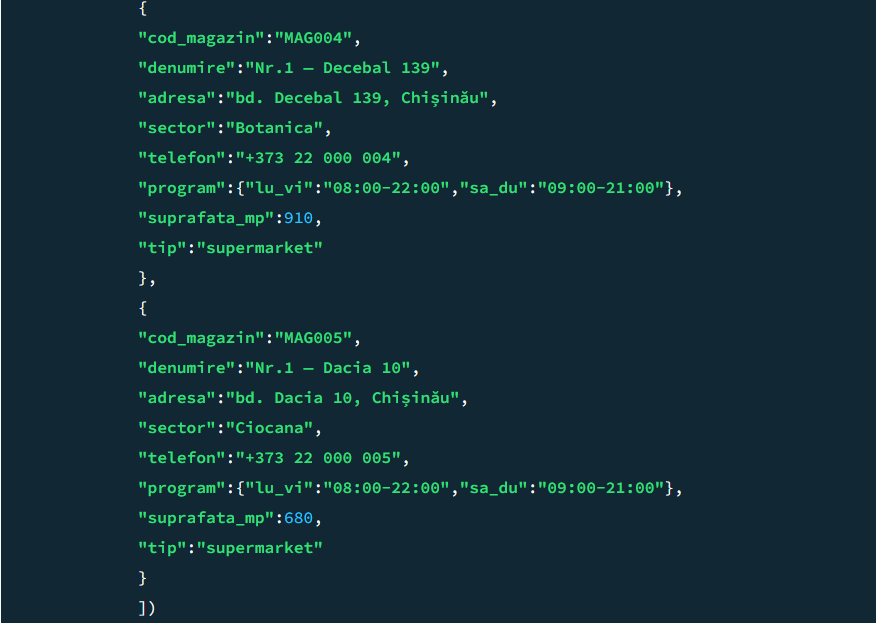 {
"cod_magazin":"MAG004",
"denumire":"Nr.1 – Decebal 139",
"adresa":"bd. Decebal 139, Chișinău",
"sector":"Botanica",
"telefon":"+373 22 000 004",
"program":{"lu_vi":"08:00-22:00","sa_du":"09:00-21:00"},
"suprafata_mp":910,
"tip":"supermarket"
},
{
"cod_magazin":"MAG005",
"denumire":"Nr.1 – Dacia 10",
"adresa":"bd. Dacia 10, Chișinău",
"sector":"Ciocana",
"telefon":"+373 22 000 005",
"program":{"lu_vi":"08:00-22:00","sa_du":"09:00-21:00"},
"suprafata_mp":680,
"tip":"supermarket"
}
])